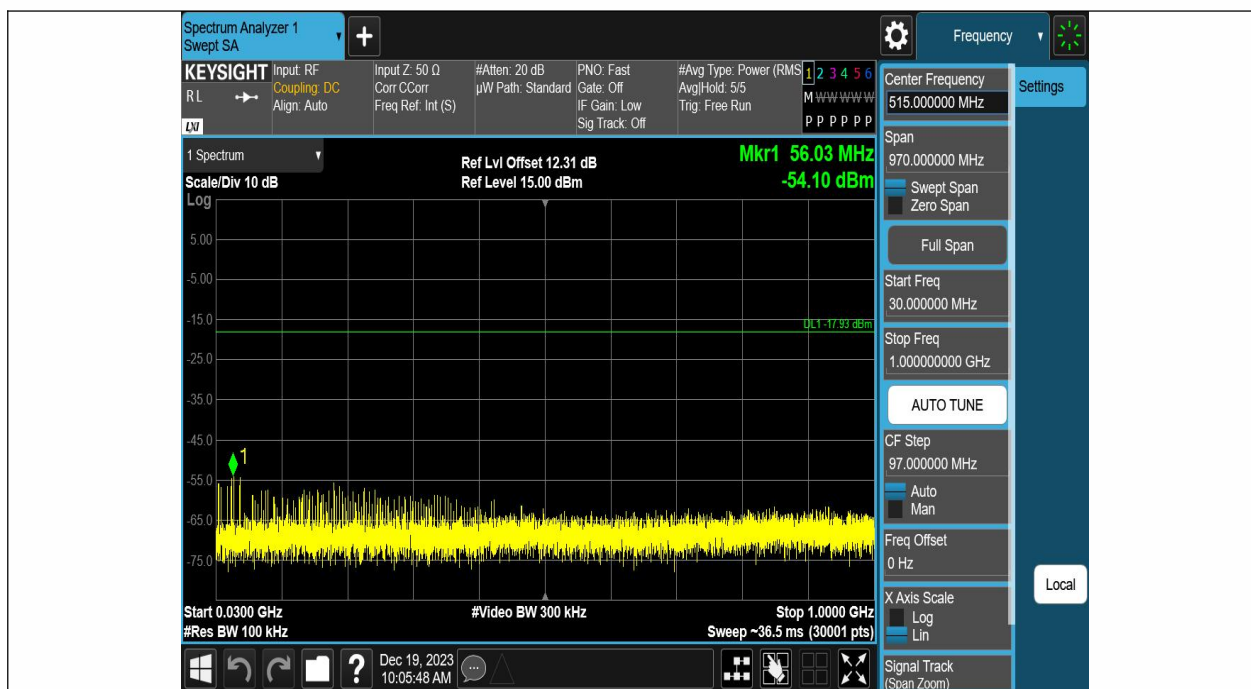 Spectrum Analyzer 1
Swept SA
+
Frequency
KEYSIGHT
RL
LXI
Input: RF
Coupling: DC
Align: Auto
Input Z: 50 Ω
Corr CCorr
Freq Ref: Int (S)
#Atten: 20 dB
µW Path: Standard
PNO: Fast
Gate: Off
IF Gain: Low
Sig Track: Off
#Avg Type: Power (RMS
Avg|Hold: 5/5
Trig: Free Run
1 2 3 4 5 6
M W W W W W
P P P P P P
1 Spectrum
Scale/Div 10 dB
Ref Lvl Offset 12.31 dB
Ref Level 15.00 dBm
Mkr1 56.03 MHz
-54.10 dBm
Log
5.00
-5.00
-15.0
DL1 -17.93 dBm
-25.0
-35.0
-45.0
1
-55.0
-65.0
-75.0
Start 0.0300 GHz
#Res BW 100 kHz
#Video BW 300 kHz
Stop 1.0000 GHz
Sweep ~36.5 ms (30001 pts)
?
Dec 19, 2023
10:05:48 AM
Center Frequency
515.000000 MHz
Span
970.000000 MHz
Swept Span
Zero Span
Full Span
Start Freq
30.000000 MHz
Stop Freq
1.000000000 GHz
AUTO TUNE
CF Step
97.000000 MHz
Auto
Man
Freq Offset
0 Hz
X Axis Scale
Log
Lin
Signal Track
(Span Zoom)
Settings
Local